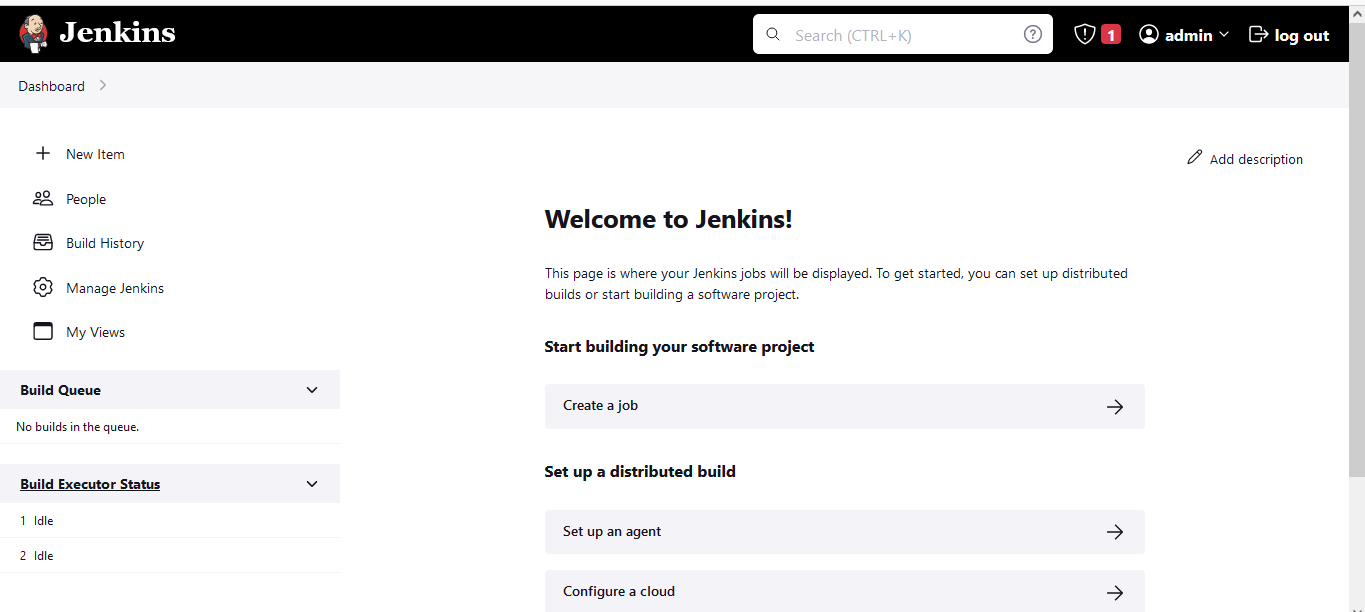 Jenkins
Search (CTRL+K)
1
admin
log out
Dashboard
New Item
People
Build History
Manage Jenkins
My Views
Build Queue
No builds in the queue.
Build Executor Status
1 Idle
2 Idle
Add description
Welcome to Jenkins!
This page is where your Jenkins jobs will be displayed. To get started, you can set up distributed
builds or start building a software project.
Start building your software project
Create a job
Set up a distributed build
Set up an agent
Configure a cloud